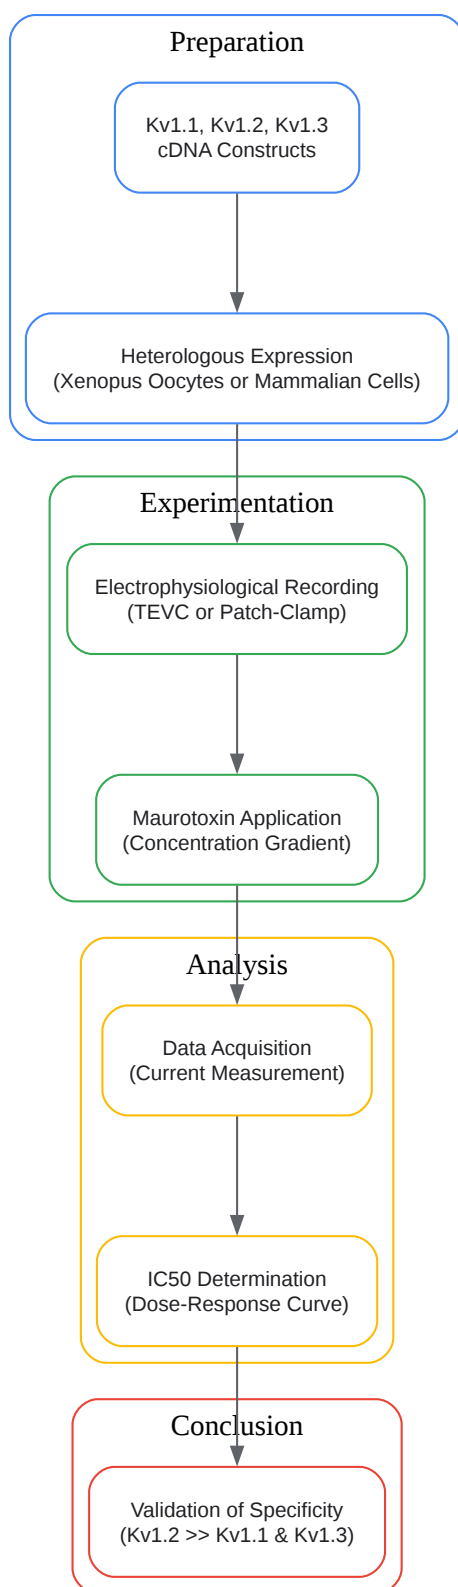 Preparation
Kv1.1, Kv1.2, Kv1.3
cDNA Constructs
Heterologous Expression
(Xenopus Oocytes or Mammalian Cells)
Experimentation
Electrophysiological Recording
(TEVC or Patch-Clamp)
Maurotoxin Application
(Concentration Gradient)
Analysis
Data Acquisition
(Current Measurement)
IC50 Determination
(Dose-Response Curve)
Conclusion
Validation of Specificity
(Kv1.2 >> Kv1.1 & Kv1.3)